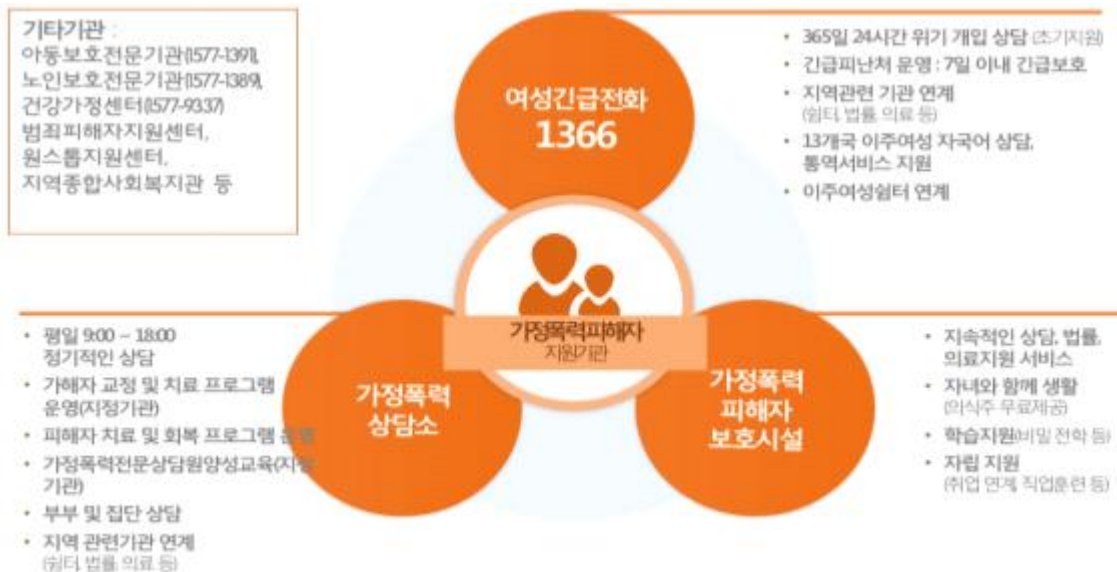 기타기관 :
아동보호전문기관(1577-1391),
노인보호전문기관(1577-1389),
건강가정센터(1577-9337)
범죄피해자지원센터,
원스톱지원센터,
지역종합사회복지관 등
여성긴급전화
1366
• 365일 24시간 위기 개입 상담 (초기지원)
• 긴급피난처 운영 : 7일 이내 긴급보호
• 지역관련 기관 연계
(쉼터, 법률, 의료 등)
• 13개국 이주여성 자국어 상담,
통역서비스 지원
• 이주여성쉼터 연계
가정폭력피해자
지원기관
• 평일 9:00 ~ 18:00
정기적인 상담
• 가해자 교정 및 치료 프로그램
운영(지정기관)
• 피해자 치료 및 회복 프로그램 운영
• 가정폭력전문상담원양성교육(지정
기관)
• 부부 및 집단 상담
• 지역 관련기관 연계
(쉼터, 법률, 의료 등)
가정폭력
상담소
가정폭력
피해자
보호시설
• 지속적인 상담, 법률,
의료지원 서비스
• 자녀와 함께 생활
(의식주 무료제공)
• 학습지원(비밀 전학 등)
• 자립 지원
(취업 연계, 직업훈련 등)